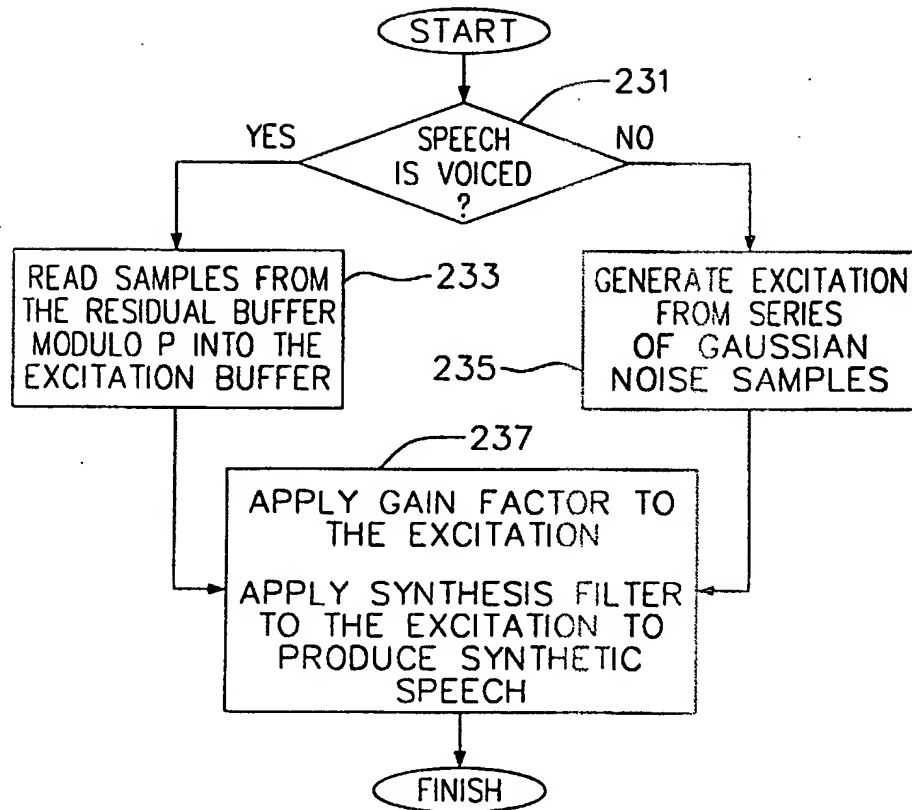 START
231
YES
SPEECH
IS VOICED
?
NO
READ SAMPLES FROM
THE RESIDUAL BUFFER
MODULO P INTO THE
EXCITATION BUFFER
233
GENERATE EXCITATION
FROM SERIES
OF GAUSSIAN
NOISE SAMPLES
235
237
APPLY GAIN FACTOR TO
THE EXCITATION
APPLY SYNTHESIS FILTER
TO THE EXCITATION TO
PRODUCE SYNTHETIC
SPEECH
FINISH